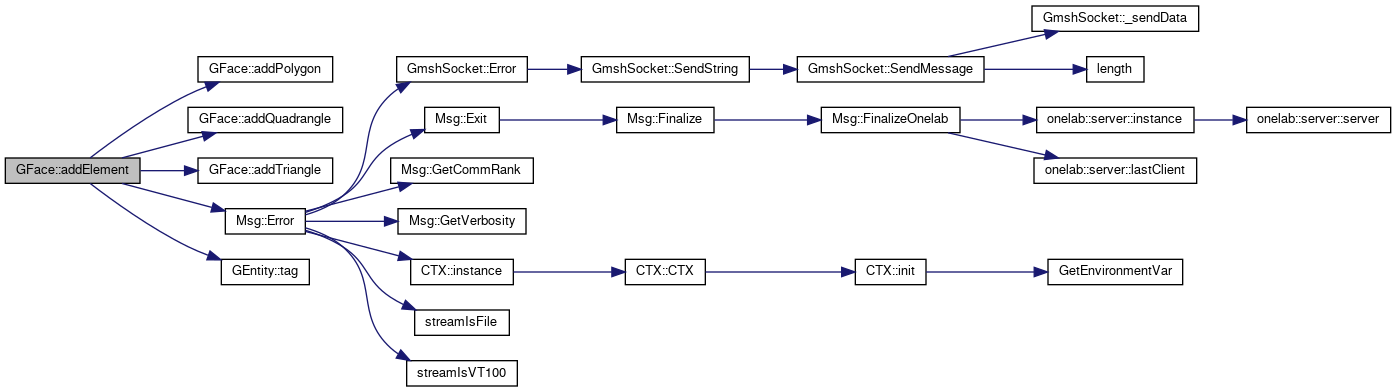 GmshSocket::_sendData
GFace::addPolygon
GmshSocket::Error
GmshSocket::SendString
GmshSocket::SendMessage
length
GFace::addQuadrangle
Msg::Exit
Msg::Finalize
Msg::FinalizeOnelab
onelab::server::instance
onelab::server::server
GFace::addElement
GFace::addTriangle
Msg::GetCommRank
onelab::server::lastClient
Msg::Error
Msg::GetVerbosity
GEntity::tag
CTX::instance
CTX::CTX
CTX::init
GetEnvironmentVar
streamIsFile
streamIsVT100